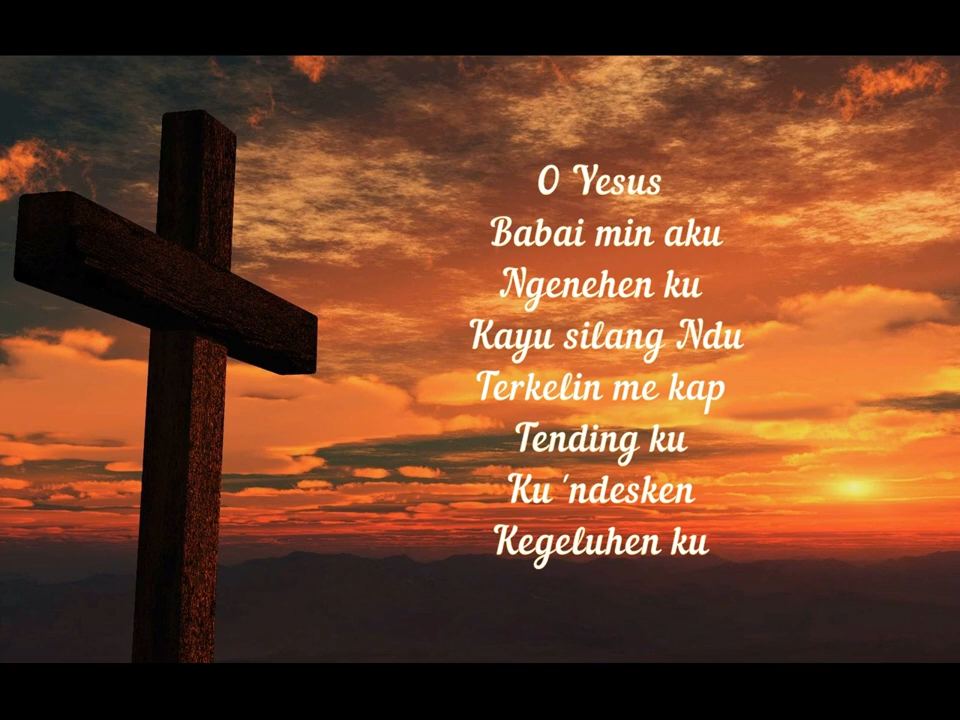 O Yesus
Babai min aku
Ngenehen ku
Kayu silang Ndu
Terkelin me kap
Tending ku
Ku 'ndesken
Kegeluhen ku